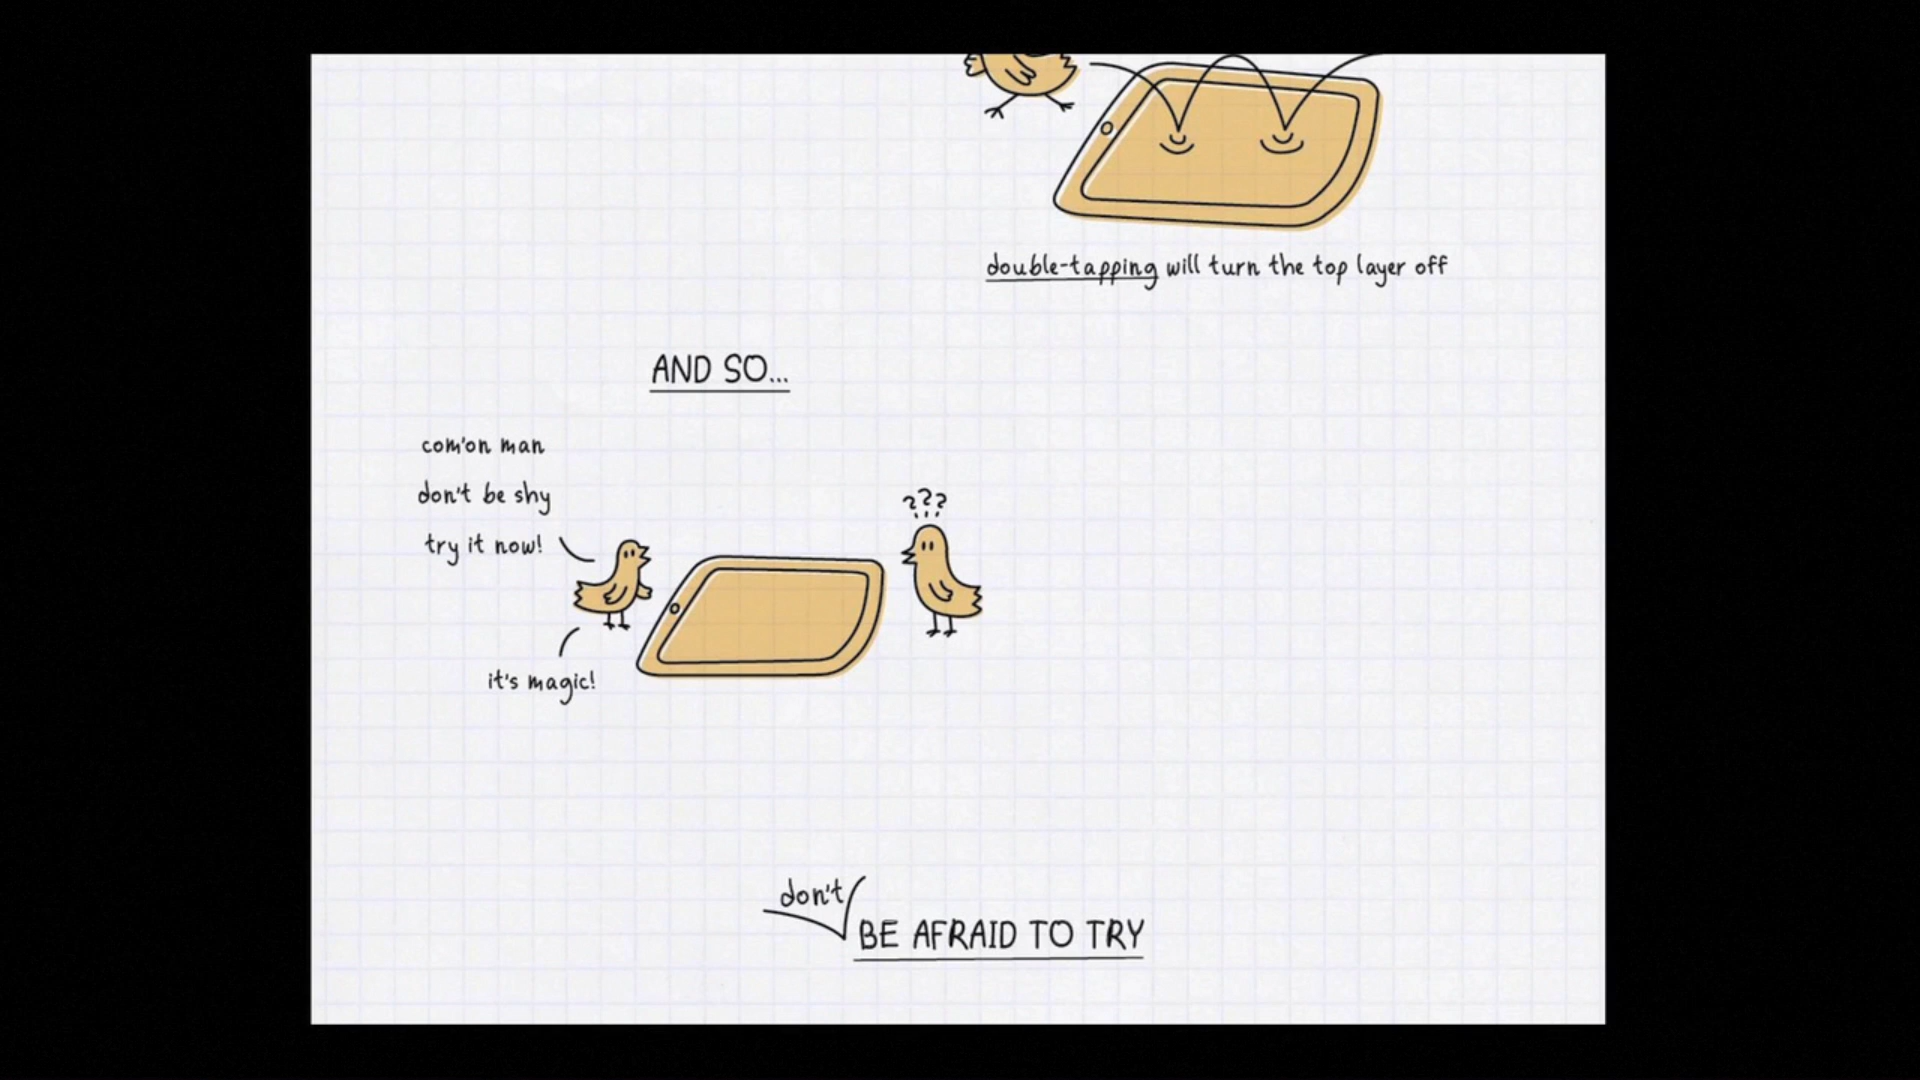 double-tapping will turn the top layer off
AND SO...
com'on man
don't be shy
try it now!
???
it's magic!
don't
BE AFRAID TO TRY